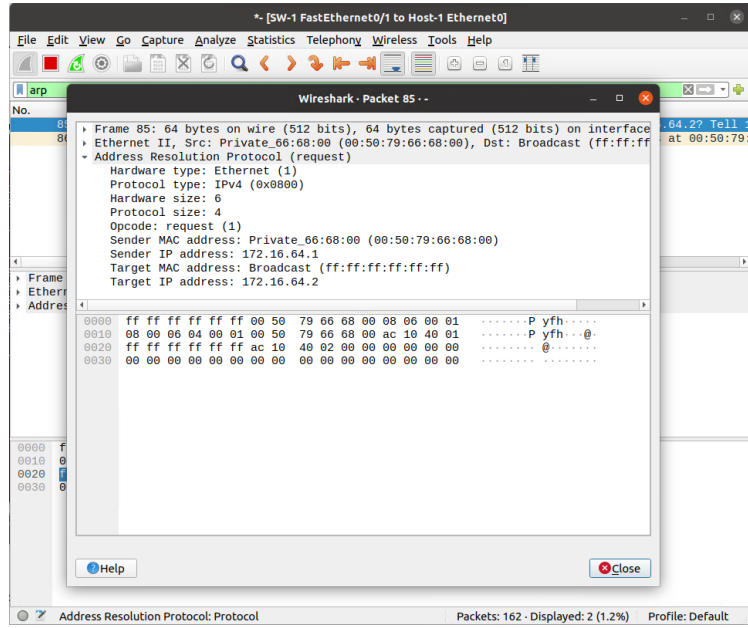 *- [SW-1 FastEthernet0/1 to Host-1 Ethernet0]
File Edit View Go Capture Analyze Statistics Telephony Wireless Tools Help
arp
No.
Wireshark · Packet 85 · -
.64.2? Tell 1
at 00:50:79:
Frame 85: 64 bytes on wire (512 bits), 64 bytes captured (512 bits) on interface
Ethernet II, Src: Private_66:68:00 (00:50:79:66:68:00), Dst: Broadcast (ff:ff:ff
Address Resolution Protocol (request)
Hardware type: Ethernet (1)
Protocol type: IPv4 (0x0800)
Hardware size: 6
Protocol size: 4
Opcode: request (1)
Sender MAC address: Private_66:68:00 (00:50:79:66:68:00)
Sender IP address: 172.16.64.1
Target MAC address: Broadcast (ff:ff:ff:ff:ff:ff)
Target IP address: 172.16.64.2
Frame
Ethern
Addres
0000 ff ff ff ff ff ff 00 50 79 66 68 00 08 06 00 01 ·······P yfh·····
0010 08 00 06 04 00 01 00 50 79 66 68 00 ac 10 40 01 ·······P yfh···@·
0020 ff ff ff ff ff ff ac 10 40 02 00 00 00 00 00 00 ········ @·······
0030 00 00 00 00 00 00 00 00 00 00 00 00 00 00 00 00 ········ ········
0000 f
0010 0
0020 f
0030 0
Help
Close
Address Resolution Protocol: Protocol
Packets: 162 · Displayed: 2 (1.2%)
Profile: Default